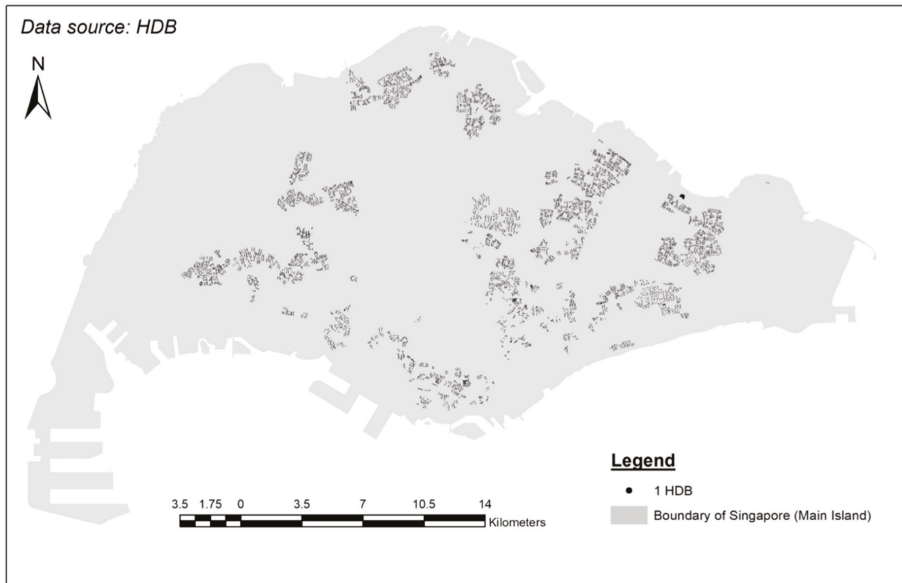 Data source: HDB
N
Legend
1 HDB
Boundary of Singapore (Main Island)
3.5 1.75 0 3.5 7 10.5 14
Kilometers